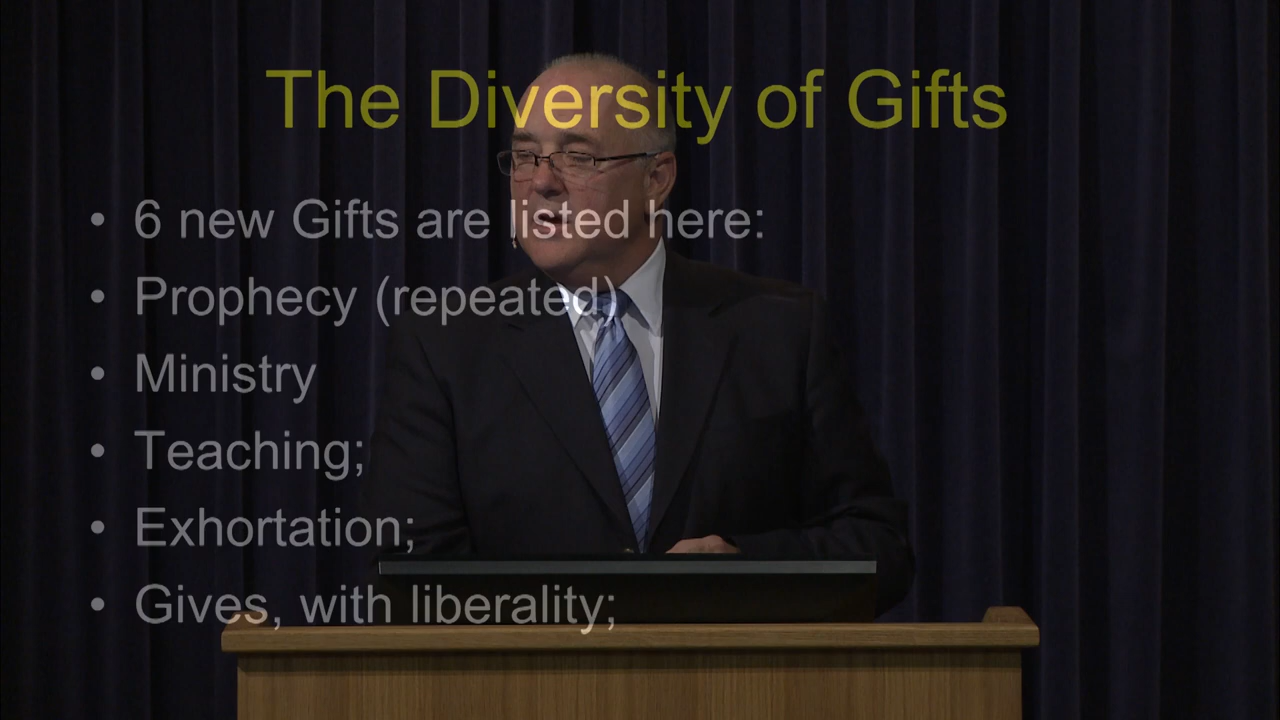 The Diversity of Gifts
• 6 new Gifts are listed here:
• Prophecy (repeated)
• Ministry
• Teaching;
• Exhortation;
• Gives, with liberality;